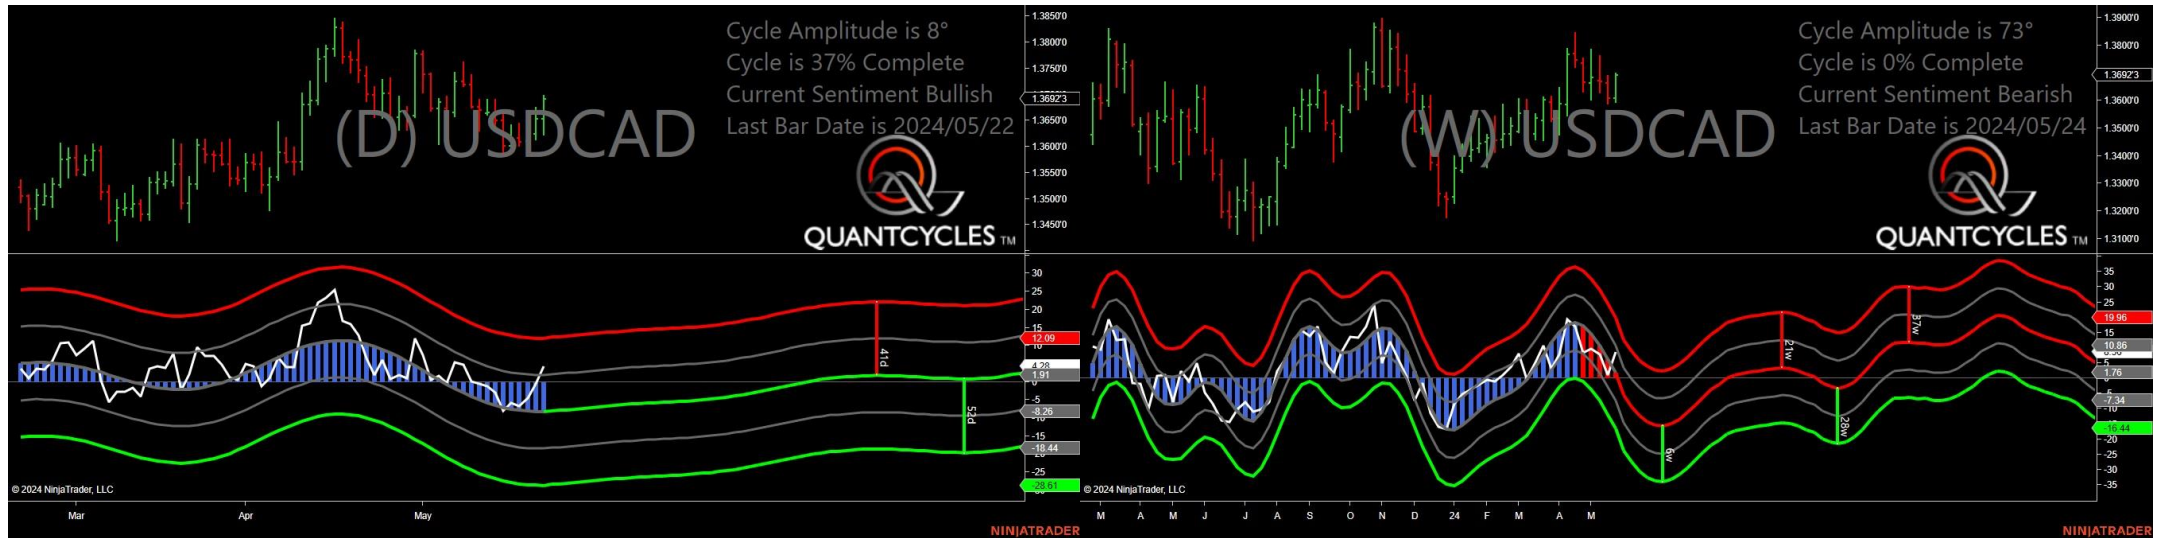 Cycle Amplitude is 8°
Cycle is 37% Complete
Current Sentiment Bullish
Last Bar Date is 2024/05/22
(D) USDCAD
QUANTCYCLES TM
1.3850'0
1.3800'0
1.3750'0
1.3692'3
1.3650'0
1.3600'0
1.3550'0
1.3500'0
1.3450'0
30
25
20
15
12.09
10
4.28
1.91
-5
-8.26
-10
-15
-18.44
-25
-28.61
41d
52d
© 2024 NinjaTrader, LLC
Mar
Apr
May
NINJATRADER
Cycle Amplitude is 73°
Cycle is 0% Complete
Current Sentiment Bearish
Last Bar Date is 2024/05/24
(W) USDCAD
QUANTCYCLES TM
1.3900'0
1.3800'0
1.3692'3
1.3600'0
1.3500'0
1.3400'0
1.3300'0
1.3200'0
1.3100'0
35
30
25
19.96
15
10.86
1.76
-7.34
-10
-16.44
-20
-25
-30
-35
6w
21w
28w
37w
© 2024 NinjaTrader, LLC
M A M J J A S O N D 24 F M A M
NINJATRADER